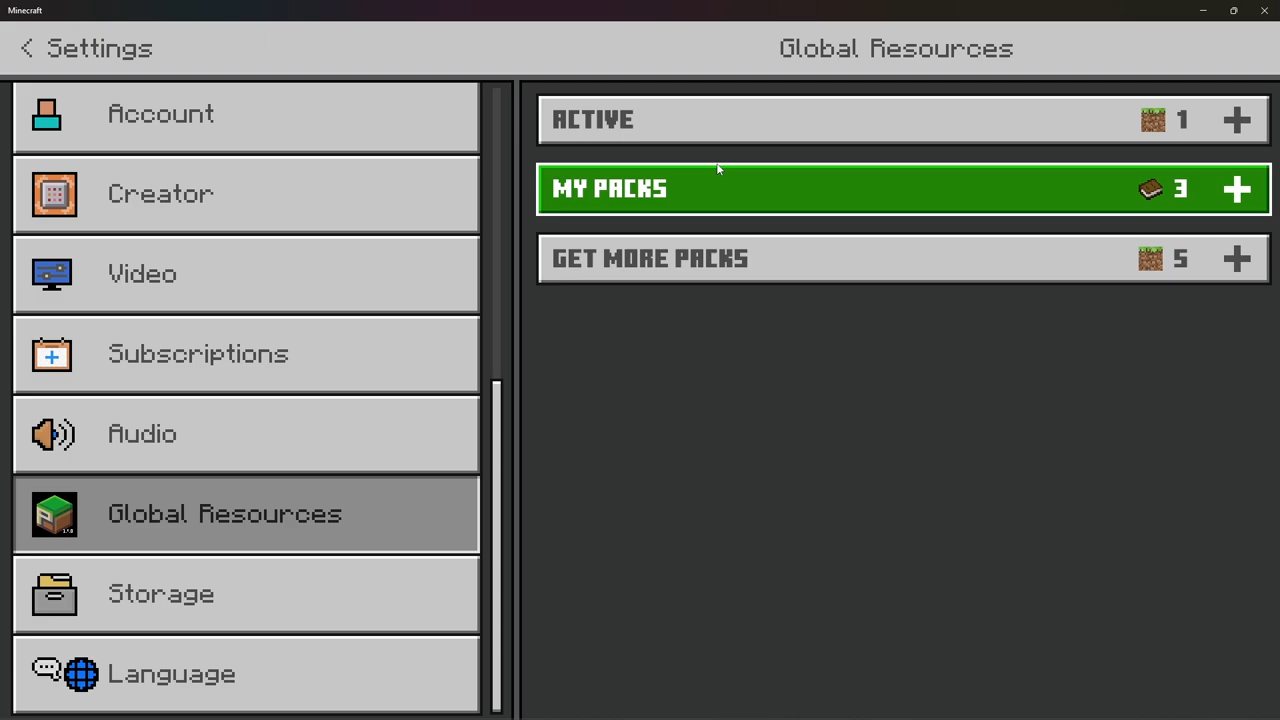 Minecraft
Settings
Global Resources
Account
Creator
Video
Subscriptions
Audio
Global Resources
Storage
Language
ACTIVE 1
MY PACKS 3
GET MORE PACKS 5